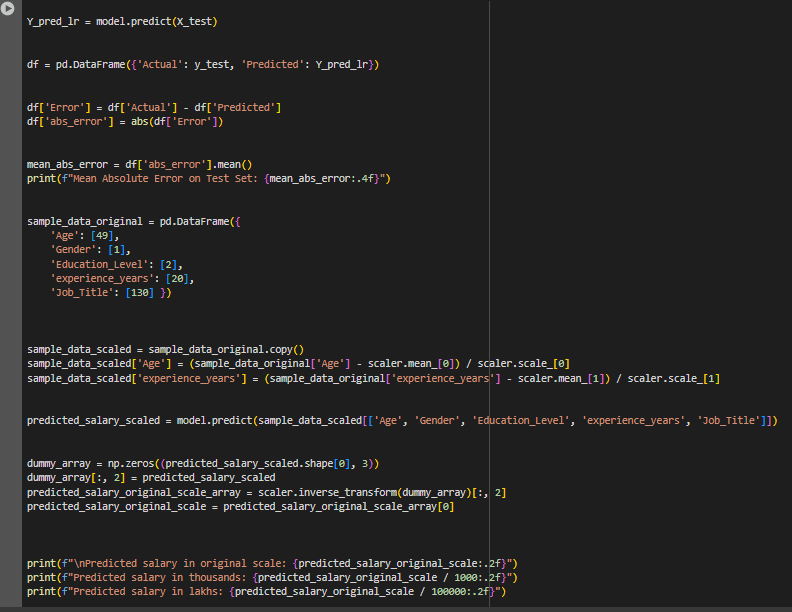 Y_pred_lr = model.predict(X_test)
df = pd.DataFrame({'Actual': y_test, 'Predicted': Y_pred_lr})
df['Error'] = df['Actual'] - df['Predicted']
df['abs_error'] = abs(df['Error'])
mean_abs_error = df['abs_error'].mean()
print(f"Mean Absolute Error on Test Set: {mean_abs_error:.4f}")
sample_data_original = pd.DataFrame({
    'Age': [49],
    'Gender': [1],
    'Education_Level': [2],
    'experience_years': [20],
    'Job_Title': [130] })
sample_data_scaled = sample_data_original.copy()
sample_data_scaled['Age'] = (sample_data_original['Age'] - scaler.mean_[0]) / scaler.scale_[0]
sample_data_scaled['experience_years'] = (sample_data_original['experience_years'] - scaler.mean_[1]) / scaler.scale_[1]
predicted_salary_scaled = model.predict(sample_data_scaled[['Age', 'Gender', 'Education_Level', 'experience_years', 'Job_Title']])
dummy_array = np.zeros((predicted_salary_scaled.shape[0], 3))
dummy_array[:, 2] = predicted_salary_scaled
predicted_salary_original_scale_array = scaler.inverse_transform(dummy_array)[:, 2]
predicted_salary_original_scale = predicted_salary_original_scale_array[0]
print(f"\nPredicted salary in original scale: {predicted_salary_original_scale:.2f}")
print(f"Predicted salary in thousands: {predicted_salary_original_scale / 1000:.2f}")
print(f"Predicted salary in lakhs: {predicted_salary_original_scale / 100000:.2f}")